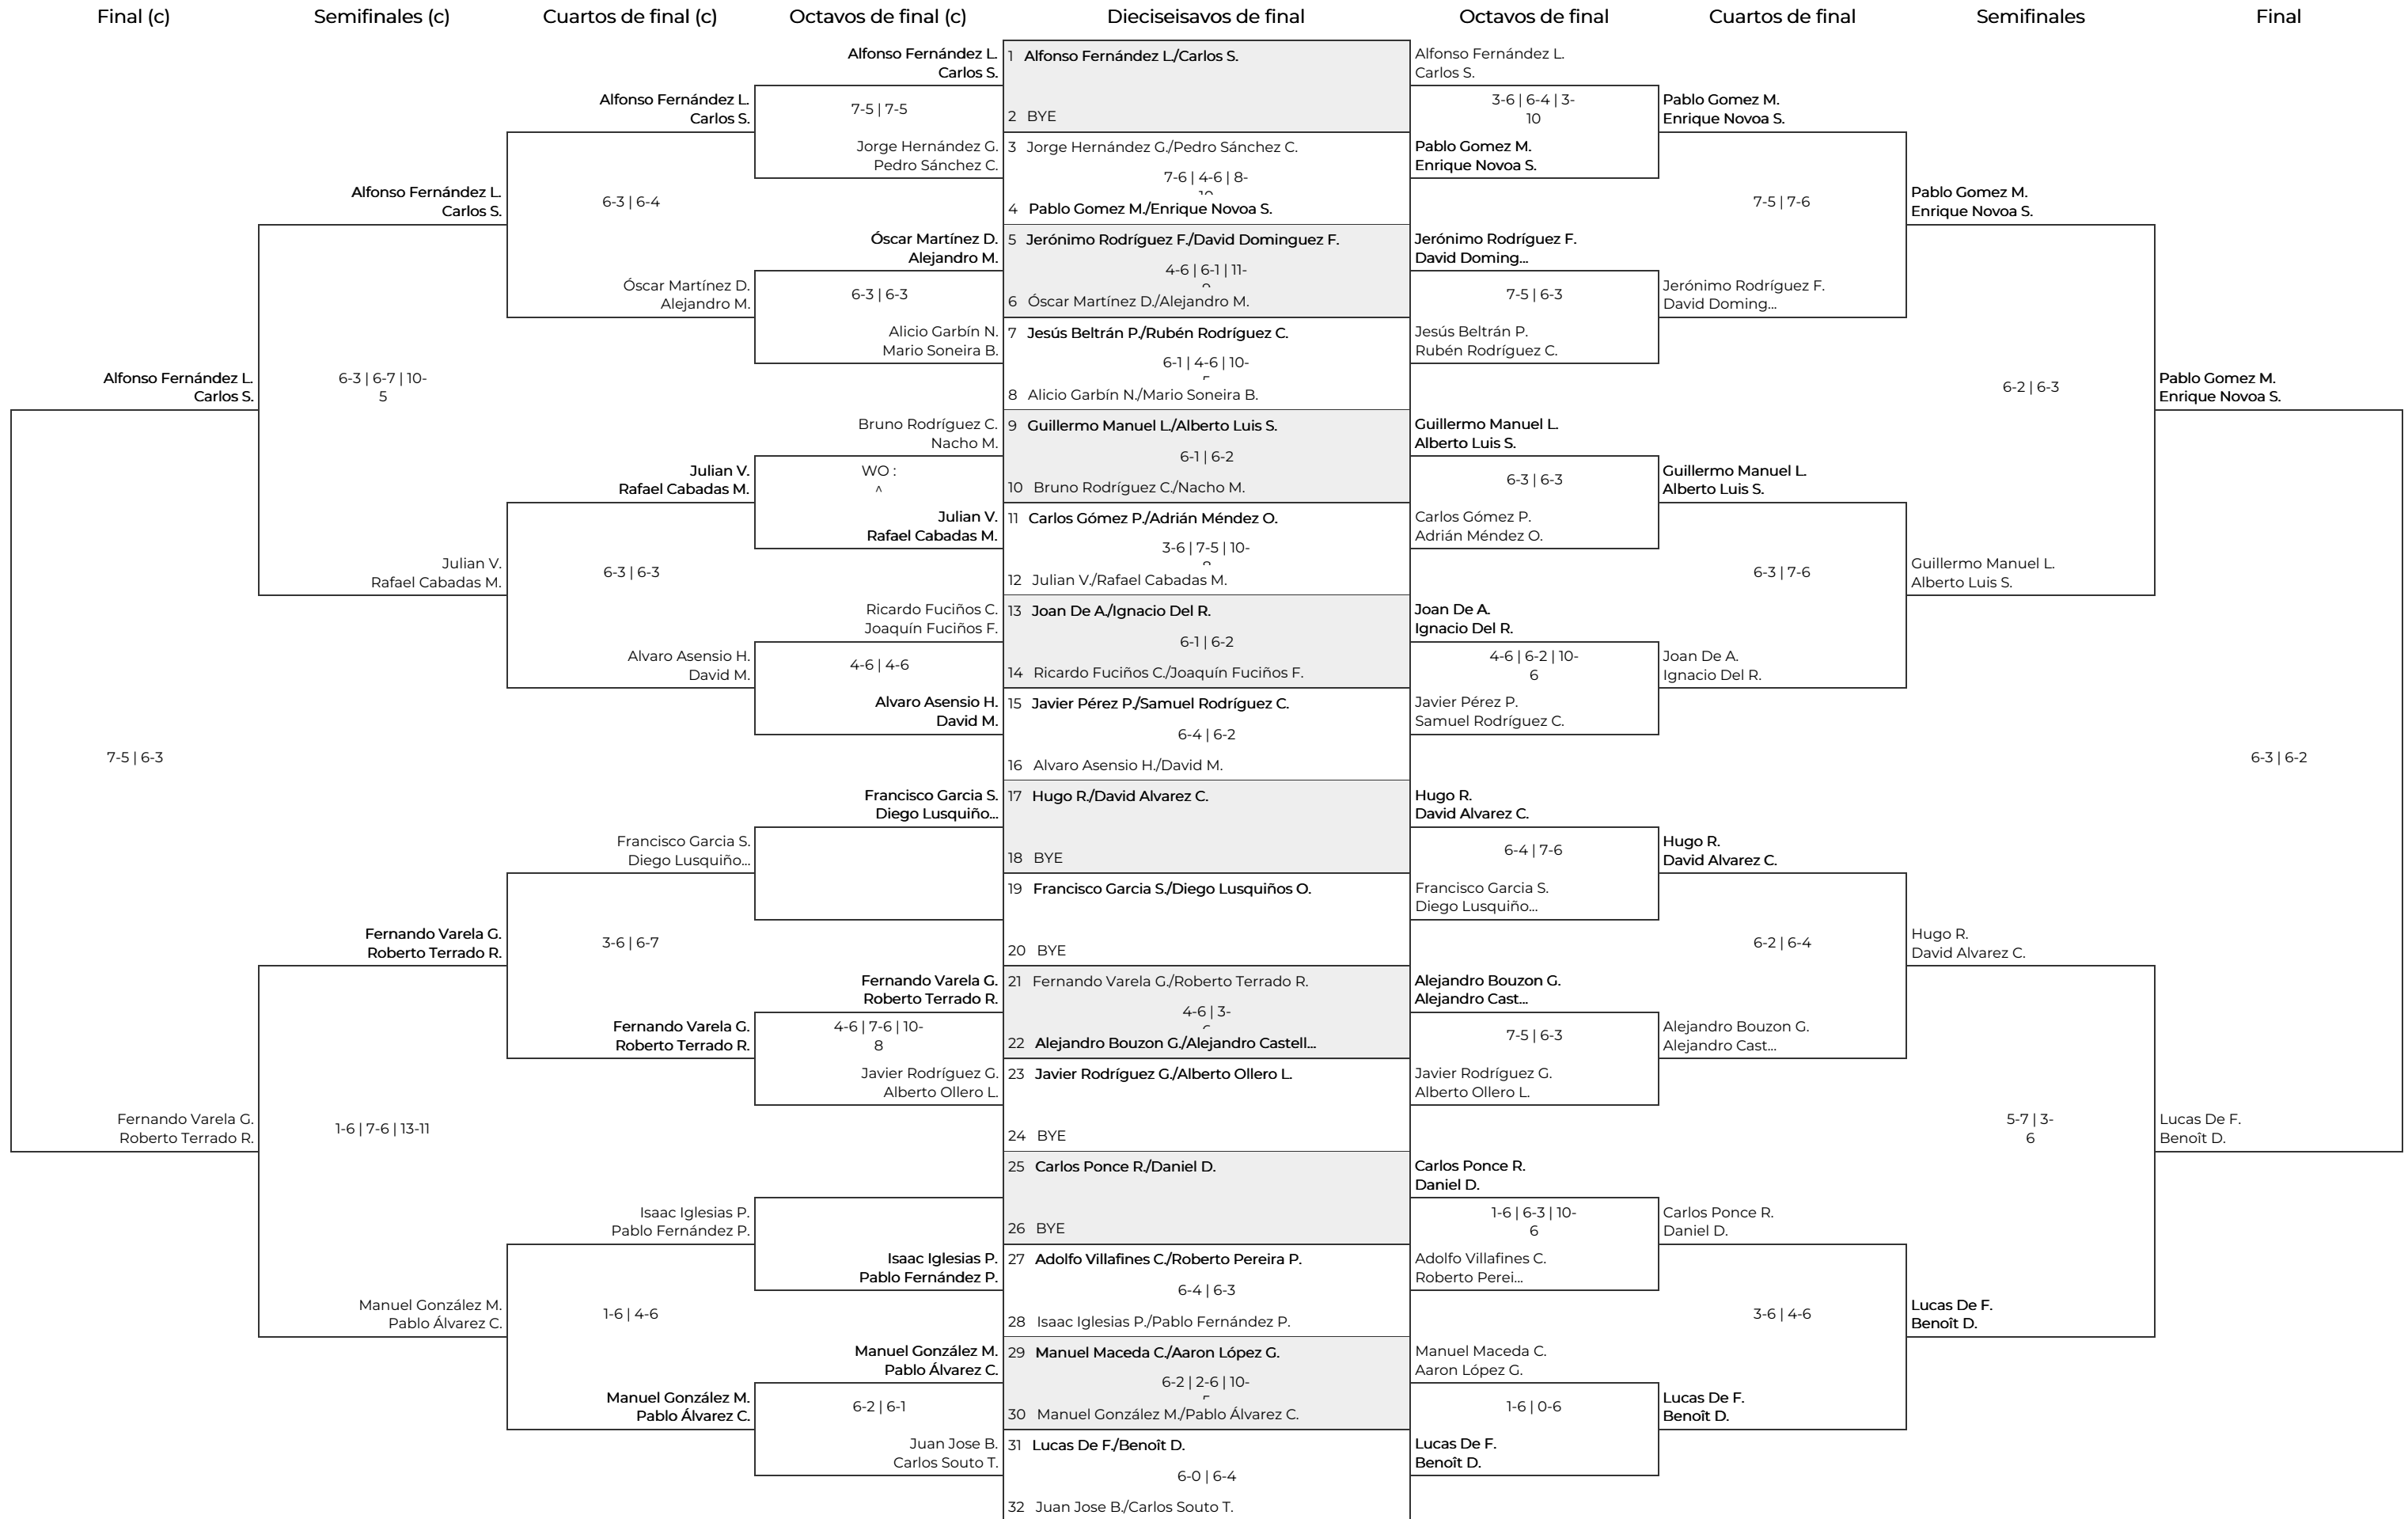 Final (c)
Semifinales (c)
Cuartos de final (c)
Octavos de final (c)
Dieciseisavos de final
Octavos de final
Cuartos de final
Semifinales
Final
Alfonso Fernández L.
Carlos S.
7-5 | 6-3
Fernando Varela G.
Roberto Terrado R.
Alfonso Fernández L.
Carlos S.
6-3 | 6-7 | 10-
5
Julian V.
Rafael Cabadas M.
Fernando Varela G.
Roberto Terrado R.
1-6 | 7-6 | 13-11
Manuel González M.
Pablo Álvarez C.
Alfonso Fernández L.
Carlos S.
6-3 | 6-4
Óscar Martínez D.
Alejandro M.
Julian V.
Rafael Cabadas M.
6-3 | 6-3
Alvaro Asensio H.
David M.
Francisco Garcia S.
Diego Lusquiño...
3-6 | 6-7
Fernando Varela G.
Roberto Terrado R.
Isaac Iglesias P.
Pablo Fernández P.
1-6 | 4-6
Manuel González M.
Pablo Álvarez C.
Alfonso Fernández L.
Carlos S.
7-5 | 7-5
Jorge Hernández G.
Pedro Sánchez C.
Óscar Martínez D.
Alejandro M.
6-3 | 6-3
Alicio Garbín N.
Mario Soneira B.
Bruno Rodríguez C.
Nacho M.
WO :
^
Julian V.
Rafael Cabadas M.
Ricardo Fuciños C.
Joaquín Fuciños F.
4-6 | 4-6
Alvaro Asensio H.
David M.
Francisco Garcia S.
Diego Lusquiño...
Fernando Varela G.
Roberto Terrado R.
4-6 | 7-6 | 10-
8
Javier Rodríguez G.
Alberto Ollero L.
Isaac Iglesias P.
Pablo Fernández P.
Manuel González M.
Pablo Álvarez C.
6-2 | 6-1
Juan Jose B.
Carlos Souto T.
1 Alfonso Fernández L./Carlos S.
2 BYE
3 Jorge Hernández G./Pedro Sánchez C.
7-6 | 4-6 | 8-
4 Pablo Gomez M./Enrique Novoa S.
5 Jerónimo Rodríguez F./David Dominguez F.
4-6 | 6-1 | 11-
6 Óscar Martínez D./Alejandro M.
7 Jesús Beltrán P./Rubén Rodríguez C.
6-1 | 4-6 | 10-
8 Alicio Garbín N./Mario Soneira B.
9 Guillermo Manuel L./Alberto Luis S.
6-1 | 6-2
10 Bruno Rodríguez C./Nacho M.
11 Carlos Gómez P./Adrián Méndez O.
3-6 | 7-5 | 10-
12 Julian V./Rafael Cabadas M.
13 Joan De A./Ignacio Del R.
6-1 | 6-2
14 Ricardo Fuciños C./Joaquín Fuciños F.
15 Javier Pérez P./Samuel Rodríguez C.
6-4 | 6-2
16 Alvaro Asensio H./David M.
17 Hugo R./David Alvarez C.
18 BYE
19 Francisco Garcia S./Diego Lusquiños O.
20 BYE
21 Fernando Varela G./Roberto Terrado R.
4-6 | 3-
22 Alejandro Bouzon G./Alejandro Castell...
23 Javier Rodríguez G./Alberto Ollero L.
24 BYE
25 Carlos Ponce R./Daniel D.
26 BYE
27 Adolfo Villafines C./Roberto Pereira P.
6-4 | 6-3
28 Isaac Iglesias P./Pablo Fernández P.
29 Manuel Maceda C./Aaron López G.
6-2 | 2-6 | 10-
30 Manuel González M./Pablo Álvarez C.
31 Lucas De F./Benoît D.
6-0 | 6-4
32 Juan Jose B./Carlos Souto T.
Alfonso Fernández L.
Carlos S.
3-6 | 6-4 | 3-
10
Pablo Gomez M.
Enrique Novoa S.
Jerónimo Rodríguez F.
David Doming...
7-5 | 6-3
Jesús Beltrán P.
Rubén Rodríguez C.
Guillermo Manuel L.
Alberto Luis S.
6-3 | 6-3
Carlos Gómez P.
Adrián Méndez O.
Joan De A.
Ignacio Del R.
4-6 | 6-2 | 10-
6
Javier Pérez P.
Samuel Rodríguez C.
Hugo R.
David Alvarez C.
6-4 | 7-6
Francisco Garcia S.
Diego Lusquiño...
Alejandro Bouzon G.
Alejandro Cast...
7-5 | 6-3
Javier Rodríguez G.
Alberto Ollero L.
Carlos Ponce R.
Daniel D.
1-6 | 6-3 | 10-
6
Adolfo Villafines C.
Roberto Perei...
Manuel Maceda C.
Aaron López G.
1-6 | 0-6
Lucas De F.
Benoît D.
Pablo Gomez M.
Enrique Novoa S.
7-5 | 7-6
Jerónimo Rodríguez F.
David Doming...
Guillermo Manuel L.
Alberto Luis S.
6-3 | 7-6
Joan De A.
Ignacio Del R.
Hugo R.
David Alvarez C.
6-2 | 6-4
Alejandro Bouzon G.
Alejandro Cast...
Carlos Ponce R.
Daniel D.
3-6 | 4-6
Lucas De F.
Benoît D.
Pablo Gomez M.
Enrique Novoa S.
6-2 | 6-3
Guillermo Manuel L.
Alberto Luis S.
Hugo R.
David Alvarez C.
5-7 | 3-
6
Lucas De F.
Benoît D.
Pablo Gomez M.
Enrique Novoa S.
6-3 | 6-2
Lucas De F.
Benoît D.